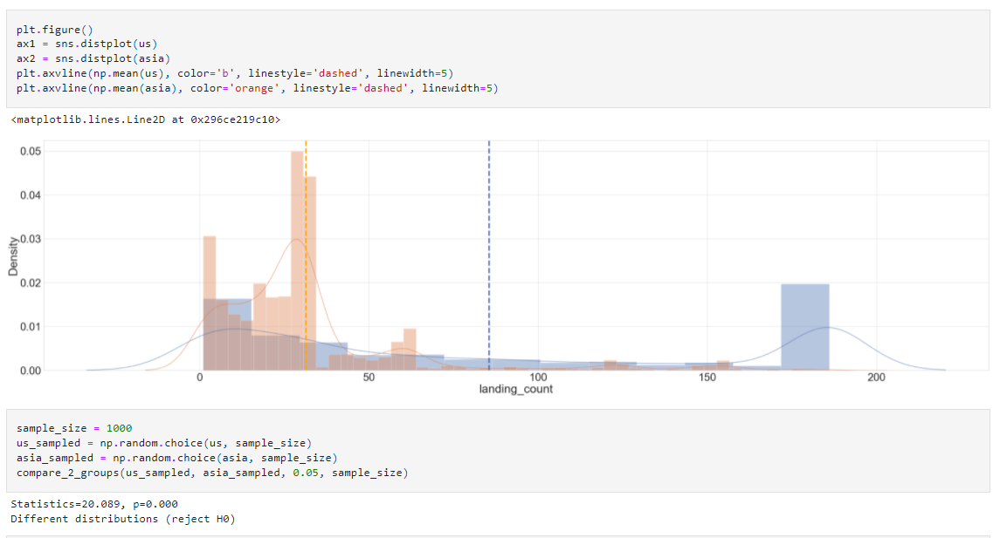 plt.figure()
ax1 = sns.distplot(us)
ax2 = sns.distplot(asia)
plt.axvline(np.mean(us), color='b', linestyle='dashed', linewidth=5)
plt.axvline(np.mean(asia), color='orange', linestyle='dashed', linewidth=5)
<matplotlib.lines.Line2D at 0x296ce219c10>
0.05
0.04
0.03
0.02
0.01
0.00
Density
0 50 100 150 200
landing_count
sample_size = 1000
us_sampled = np.random.choice(us, sample_size)
asia_sampled = np.random.choice(asia, sample_size)
compare_2_groups(us_sampled, asia_sampled, 0.05, sample_size)
Statistics=20.089, p=0.000
Different distributions (reject H0)